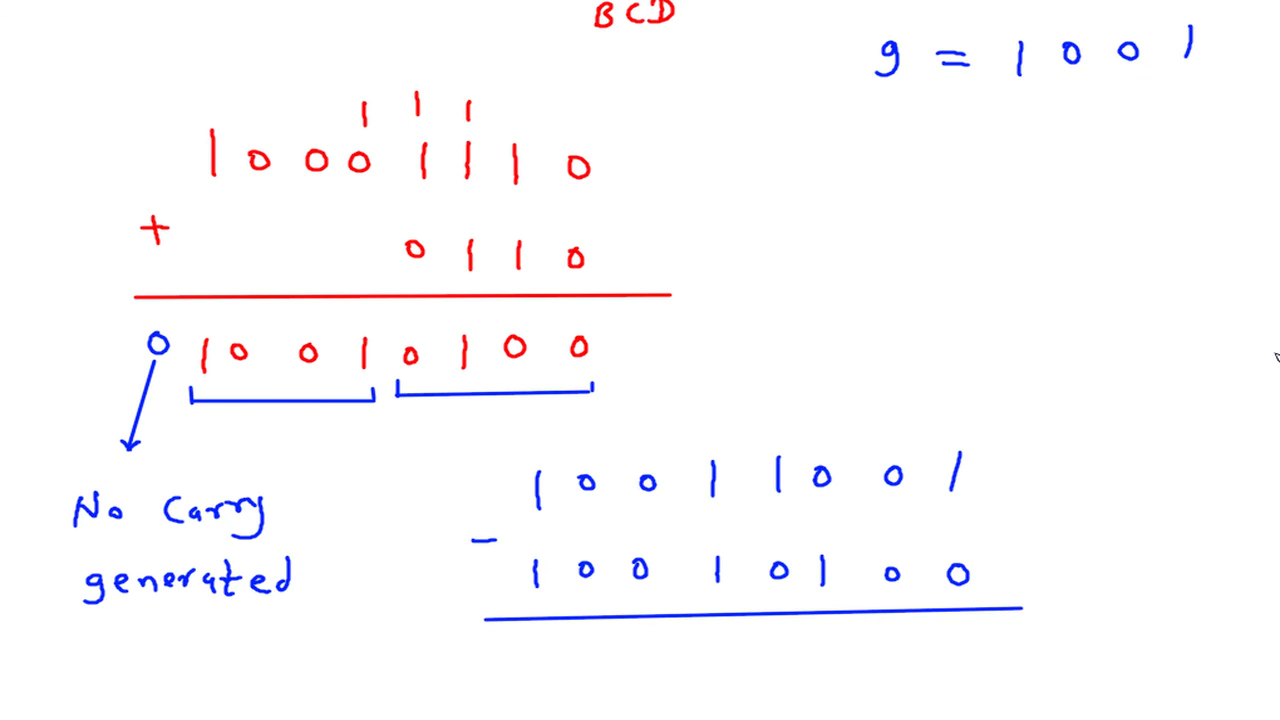 BCD
9 = 1 0 0 1
1 1 1
1 0 0 0 1 1 1 0
+ 0 1 1 0
0 1 0 0 1 0 1 0 0
No Carry
generated
1 0 0 1 1 0 0 1
- 1 0 0 1 0 1 0 0